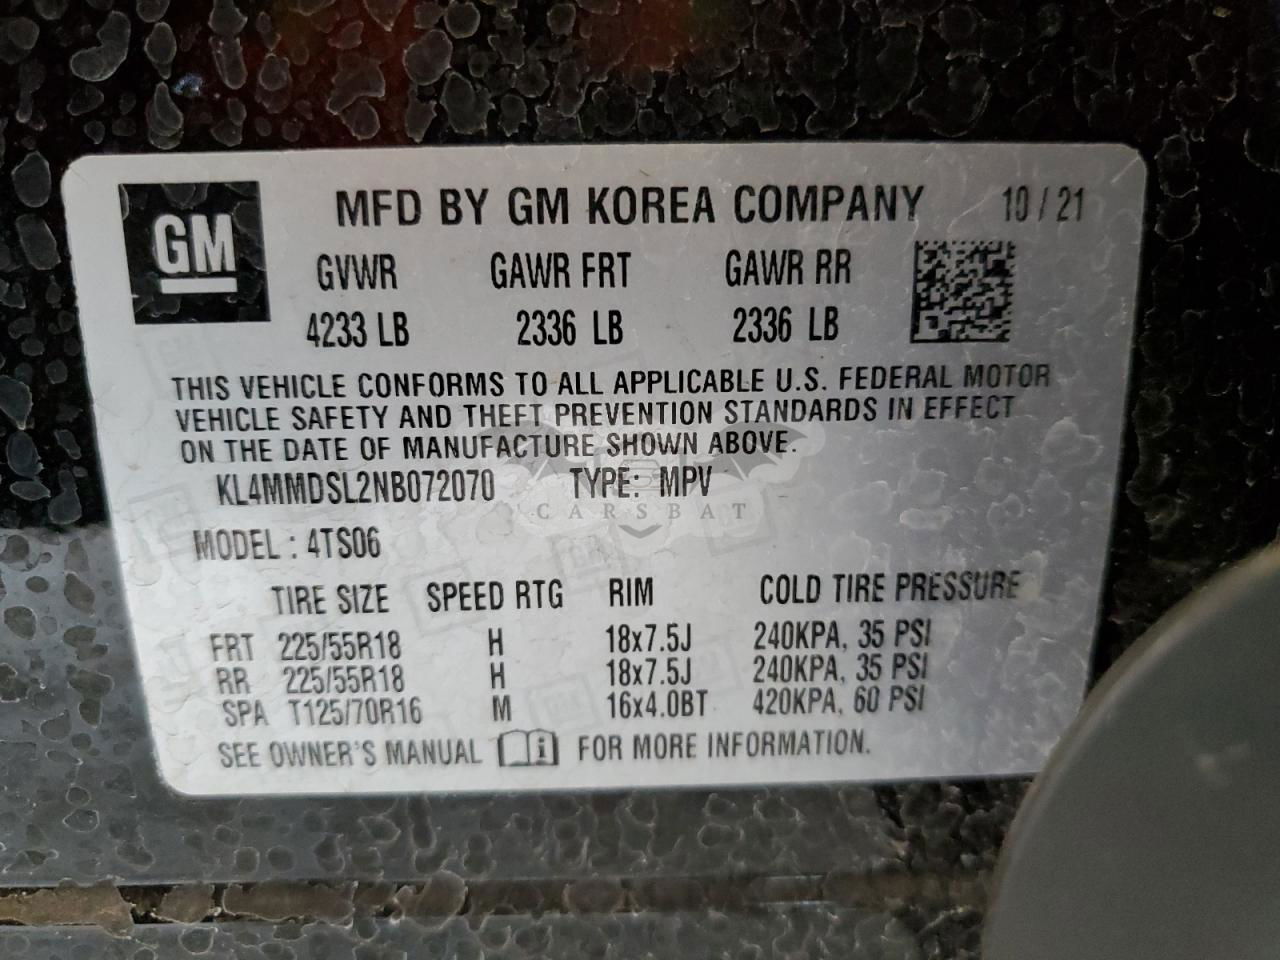 GM MFD BY GM KOREA COMPANY 10 / 21
GVWR GAWR FRT GAWR RR
4233 LB 2336 LB 2336 LB
THIS VEHICLE CONFORMS TO ALL APPLICABLE U.S. FEDERAL MOTOR
VEHICLE SAFETY AND THEFT PREVENTION STANDARDS IN EFFECT
ON THE DATE OF MANUFACTURE SHOWN ABOVE.
KL4MMDSL2NB072070 TYPE: MPV
CARSBAT
MODEL : 4TS06
TIRE SIZE SPEED RTG RIM COLD TIRE PRESSURE
FRT 225/55R18 H 18x7.5J 240KPA, 35 PSI
RR 225/55R18 H 18x7.5J 240KPA, 35 PSI
SPA T125/70R16 M 16x4.0BT 420KPA, 60 PSI
SEE OWNER'S MANUAL i FOR MORE INFORMATION.